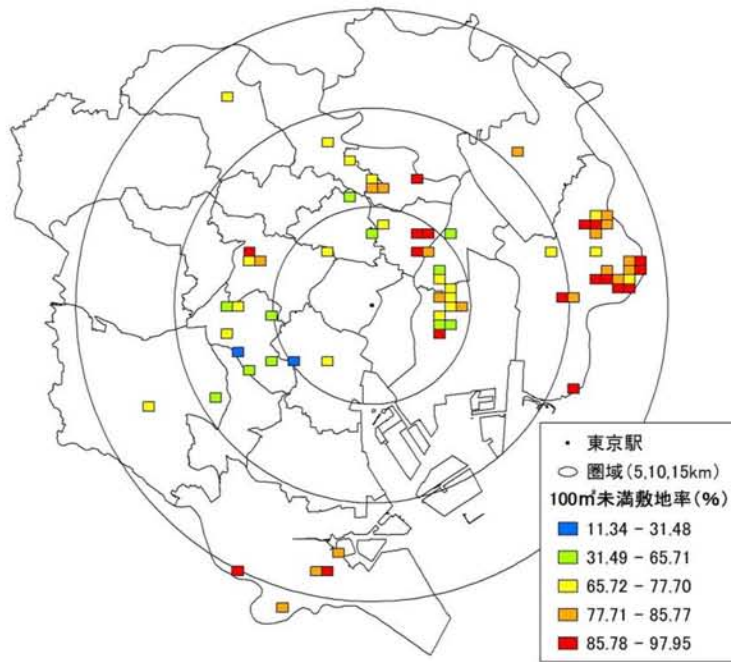 東京駅
圏域(5,10,15km)
100㎡未満敷地率(%)
11.34 - 31.48
31.49 - 65.71
65.72 - 77.70
77.71 - 85.77
85.78 - 97.95